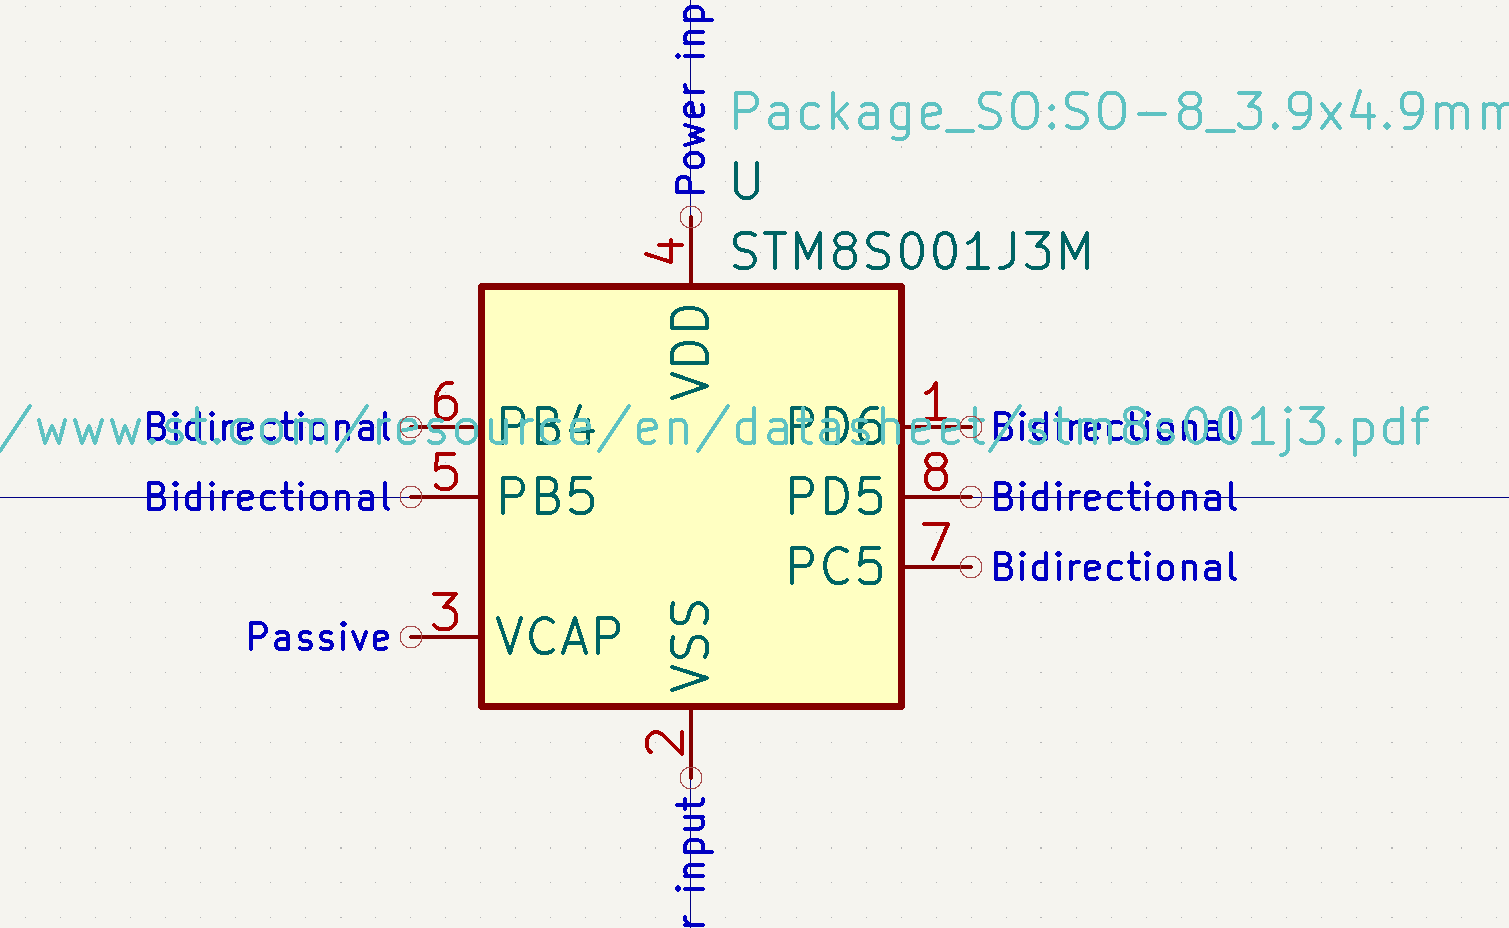 Power inp
Package_SO:SO-8_3.9x4.9mm
U
4
STM8S001J3M
VDD
Bidirectional 6 PB4 PD6 1 Bidirectional
/www.st.com/resource/en/datasheet/stm8s001j3.pdf
Bidirectional 5 PB5 PD5 8 Bidirectional
PC5 7 Bidirectional
Passive 3 VCAP
VSS
2
r input